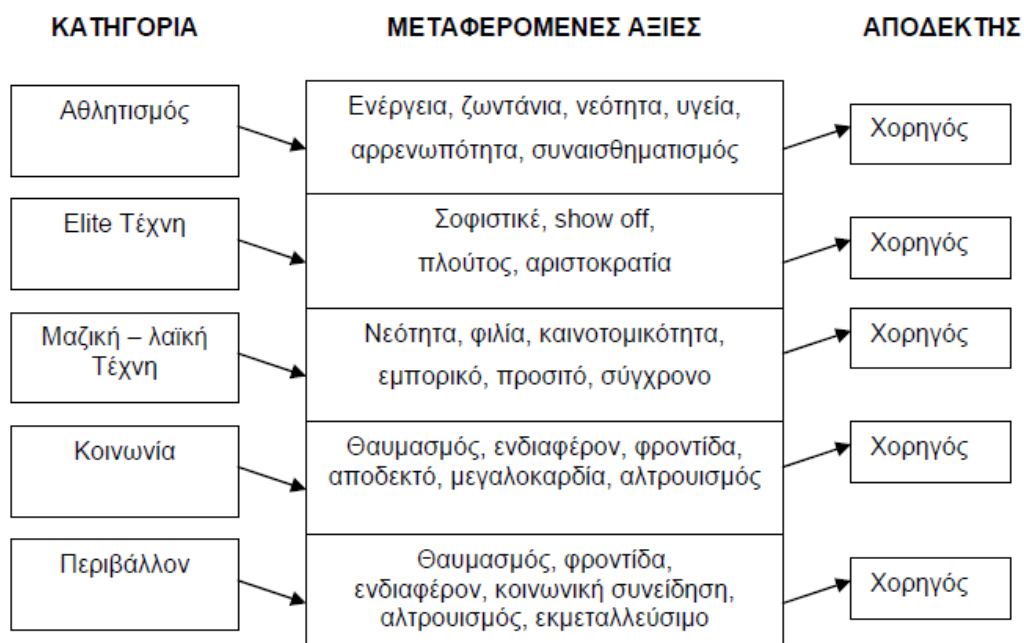 ΚΑΤΗΓΟΡΙΑ ΜΕΤΑΦΕΡΟΜΕΝΕΣ ΑΞΙΕΣ ΑΠΟΔΕΚΤΗΣ
Αθλητισμός
Ενέργεια, ζωντάνια, νεότητα, υγεία,
αρρενωπότητα, συναισθηματισμός
Χορηγός
Elite Τέχνη
Σοφιστικέ, show off,
πλούτος, αριστοκρατία
Χορηγός
Μαζική – λαϊκή
Τέχνη
Νεότητα, φιλία, καινοτομικότητα,
εμπορικό, προσιτό, σύγχρονο
Χορηγός
Κοινωνία
Θαυμασμός, ενδιαφέρον, φροντίδα,
αποδεκτό, μεγαλοκαρδία, αλτρουισμός
Χορηγός
Περιβάλλον
Θαυμασμός, φροντίδα,
ενδιαφέρον, κοινωνική συνείδηση,
αλτρουισμός, εκμεταλλεύσιμο
Χορηγός